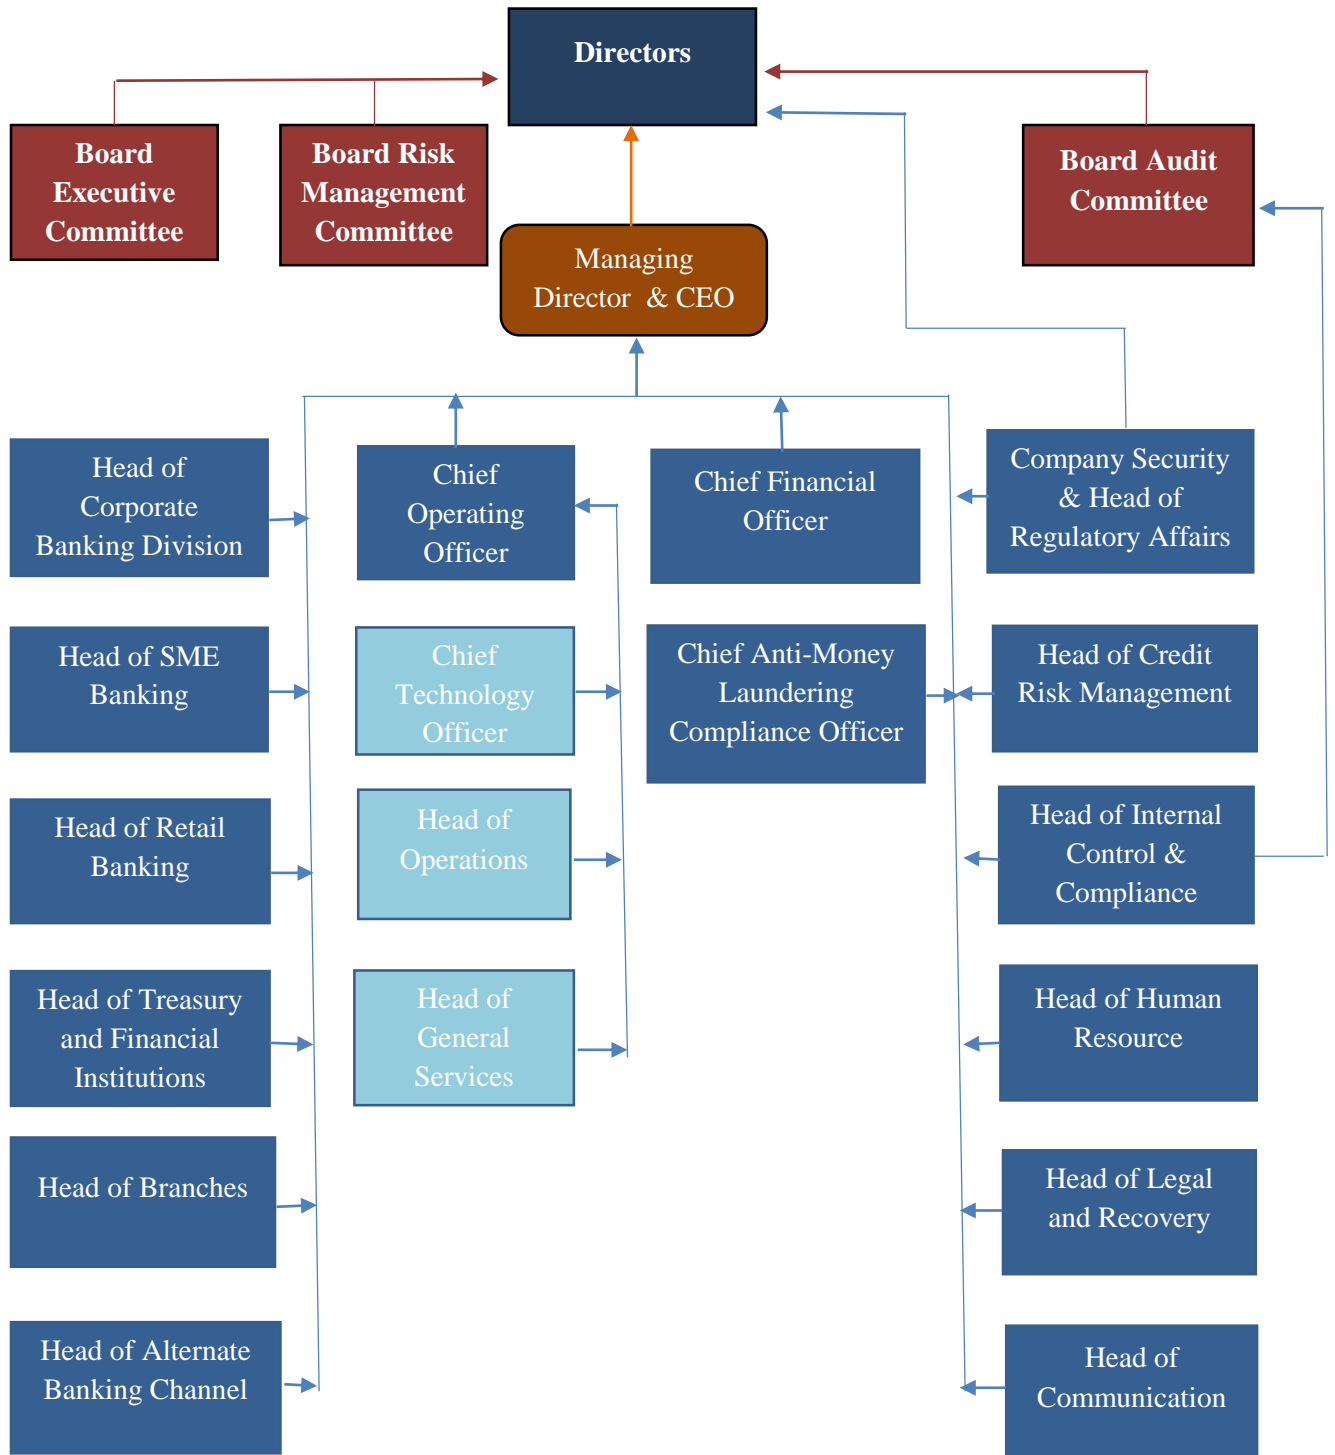 Directors
Board
Executive
Committee
Board Risk
Management
Committee
Board Audit
Committee
Managing
Director & CEO
Head of
Corporate
Banking Division
Chief
Operating
Officer
Chief Financial
Officer
Company Security
& Head of
Regulatory Affairs
Head of SME
Banking
Chief
Technology
Officer
Chief Anti-Money
Laundering
Compliance Officer
Head of Credit
Risk Management
Head of Retail
Banking
Head of
Operations
Head of Internal
Control &
Compliance
Head of Treasury
and Financial
Institutions
Head of
General
Services
Head of Human
Resource
Head of Branches
Head of Legal
and Recovery
Head of Alternate
Banking Channel
Head of
Communication